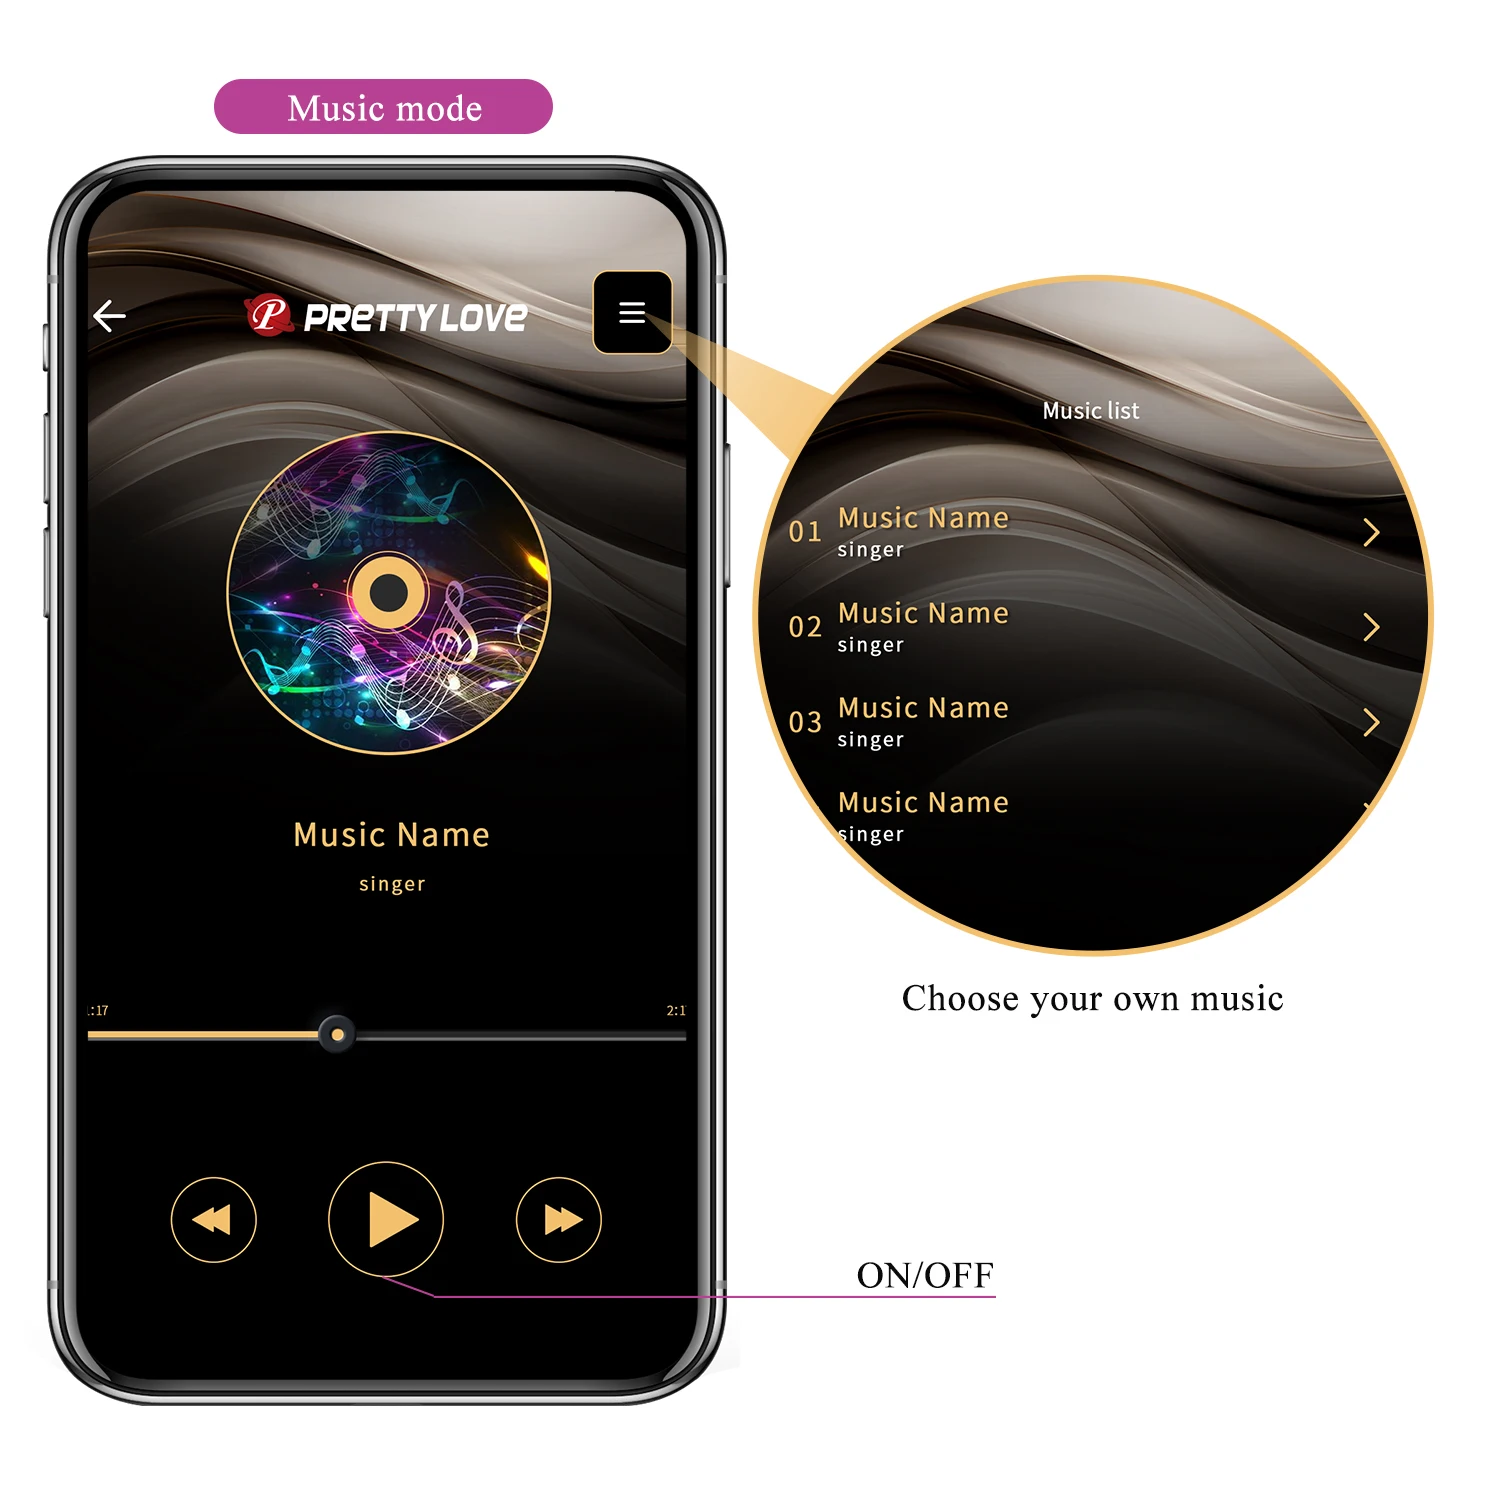 Music mode
PRETTY LOVE
Music Name
singer
:17
2:1
ON/OFF
Music list
01 Music Name
singer
02 Music Name
singer
03 Music Name
singer
Music Name
singer
Choose your own music